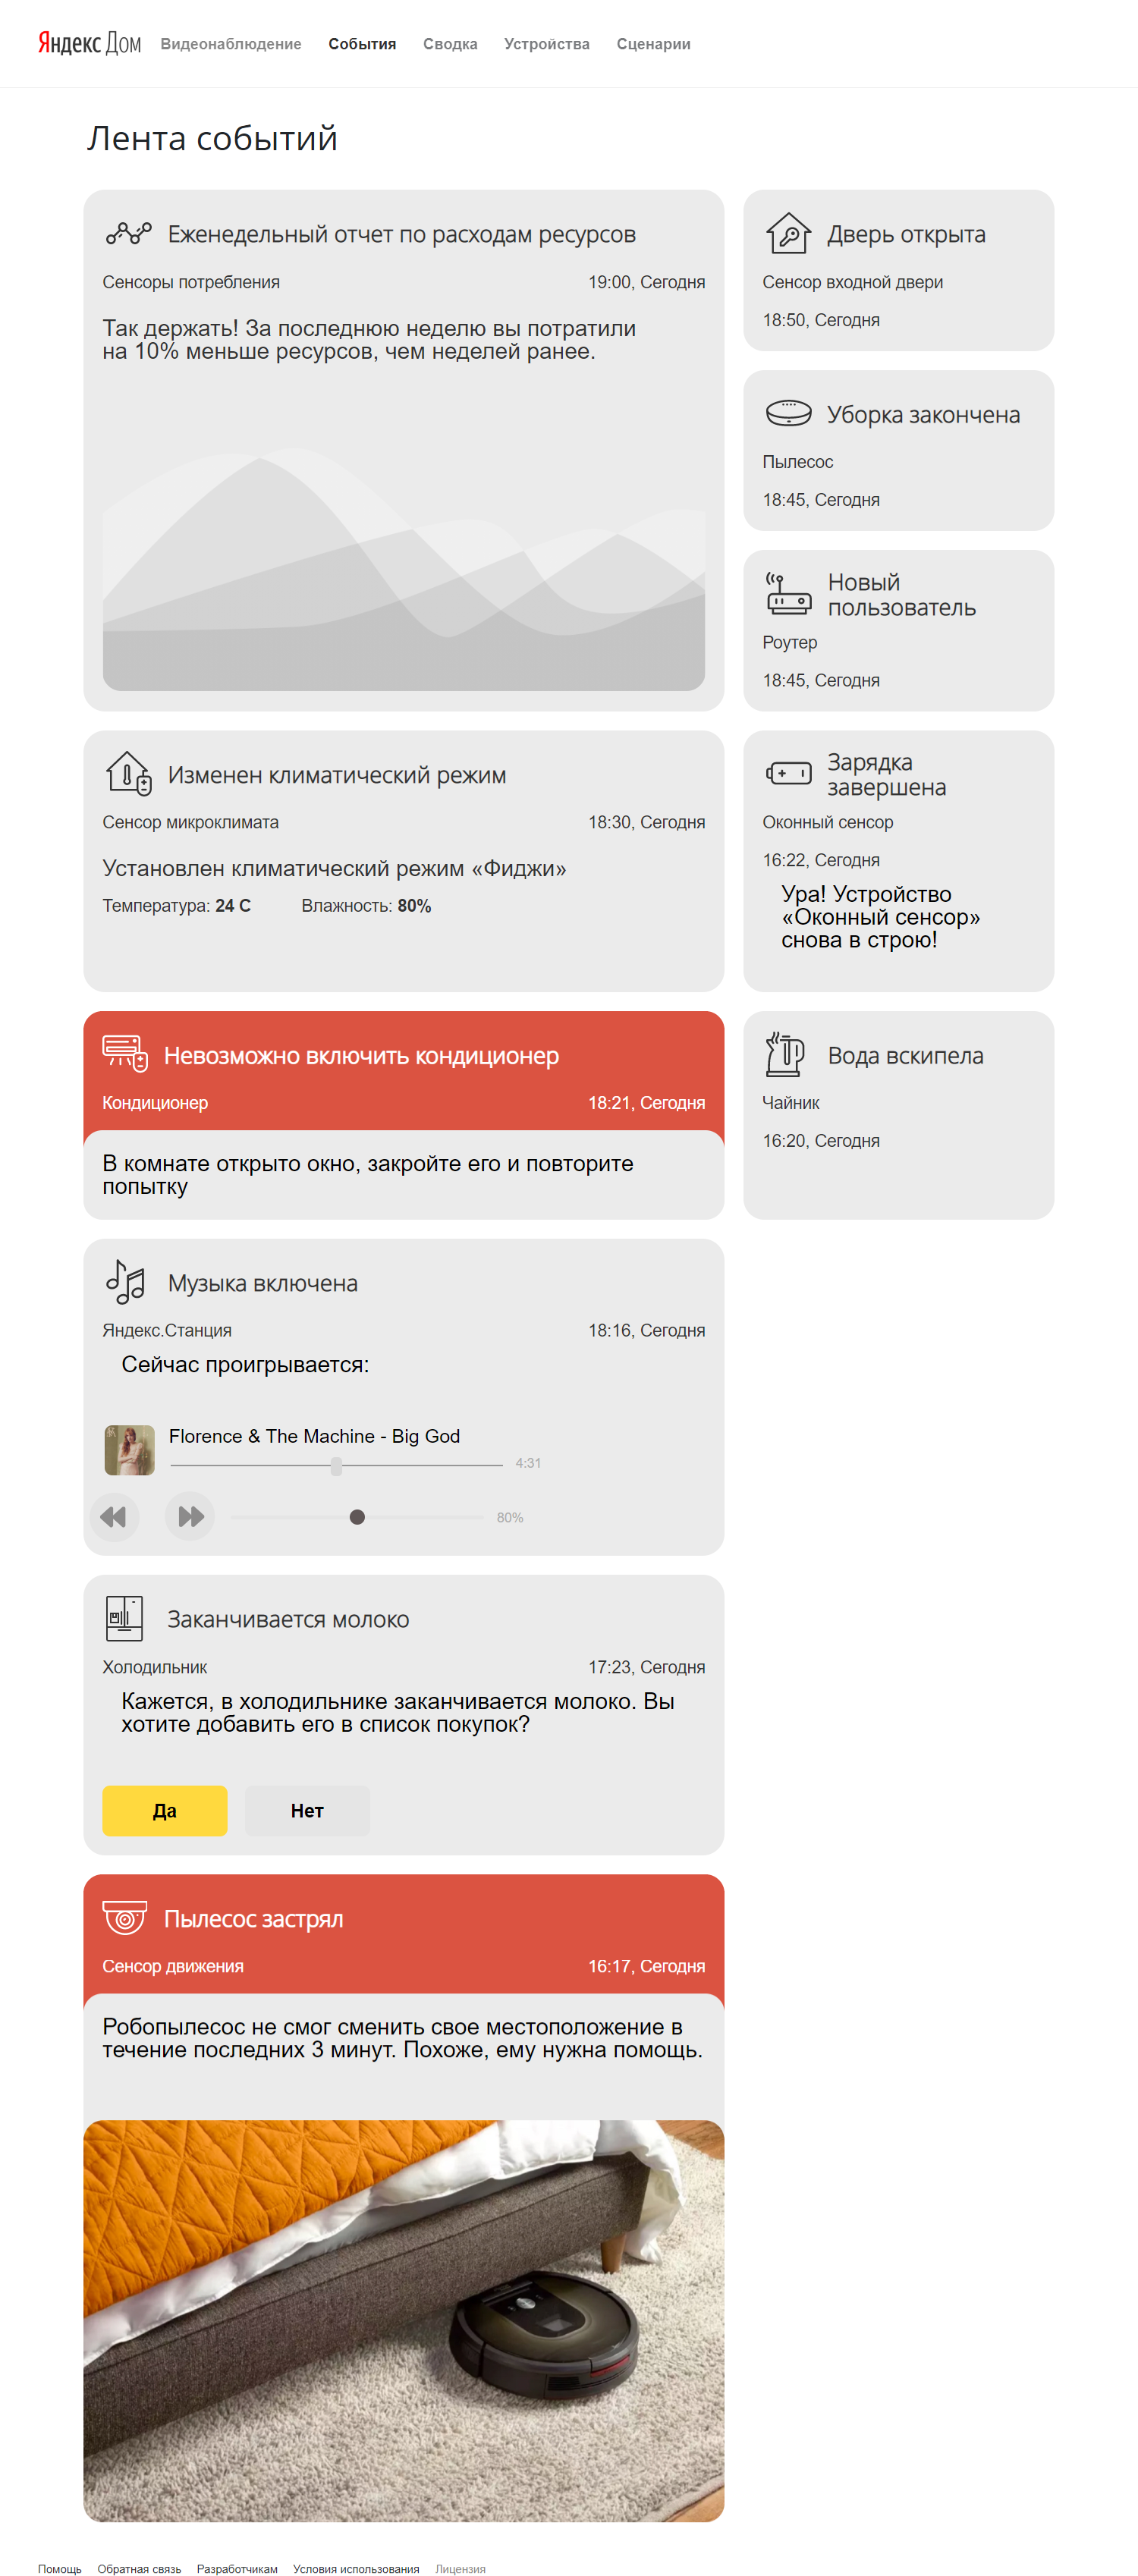 Яндекс Дом
Видеонаблюдение
События
Сводка
Устройства
Сценарии
Лента событий
Еженедельный отчет по расходам ресурсов
Сенсоры потребления
19:00, Сегодня
Так держать! За последнюю неделю вы потратили
на 10% меньше ресурсов, чем неделей ранее.
Дверь открыта
Сенсор входной двери
18:50, Сегодня
Уборка закончена
Пылесос
18:45, Сегодня
Новый
пользователь
Роутер
18:45, Сегодня
Изменен климатический режим
Сенсор микроклимата
18:30, Сегодня
Установлен климатический режим «Фиджи»
Температура: 24 C
Влажность: 80%
Зарядка
завершена
Оконный сенсор
16:22, Сегодня
Ура! Устройство
«Оконный сенсор»
снова в строю!
Невозможно включить кондиционер
Кондиционер
18:21, Сегодня
В комнате открыто окно, закройте его и повторите
попытку
Вода вскипела
Чайник
16:20, Сегодня
Музыка включена
Яндекс.Станция
18:16, Сегодня
Сейчас проигрывается:
Florence & The Machine - Big God
4:31
80%
Заканчивается молоко
Холодильник
17:23, Сегодня
Кажется, в холодильнике заканчивается молоко. Вы
хотите добавить его в список покупок?
Да
Нет
Пылесос застрял
Сенсор движения
16:17, Сегодня
Робопылесос не смог сменить свое местоположение в
течение последних 3 минут. Похоже, ему нужна помощь.
Помощь
Обратная связь
Разработчикам
Условия использования
Лицензия